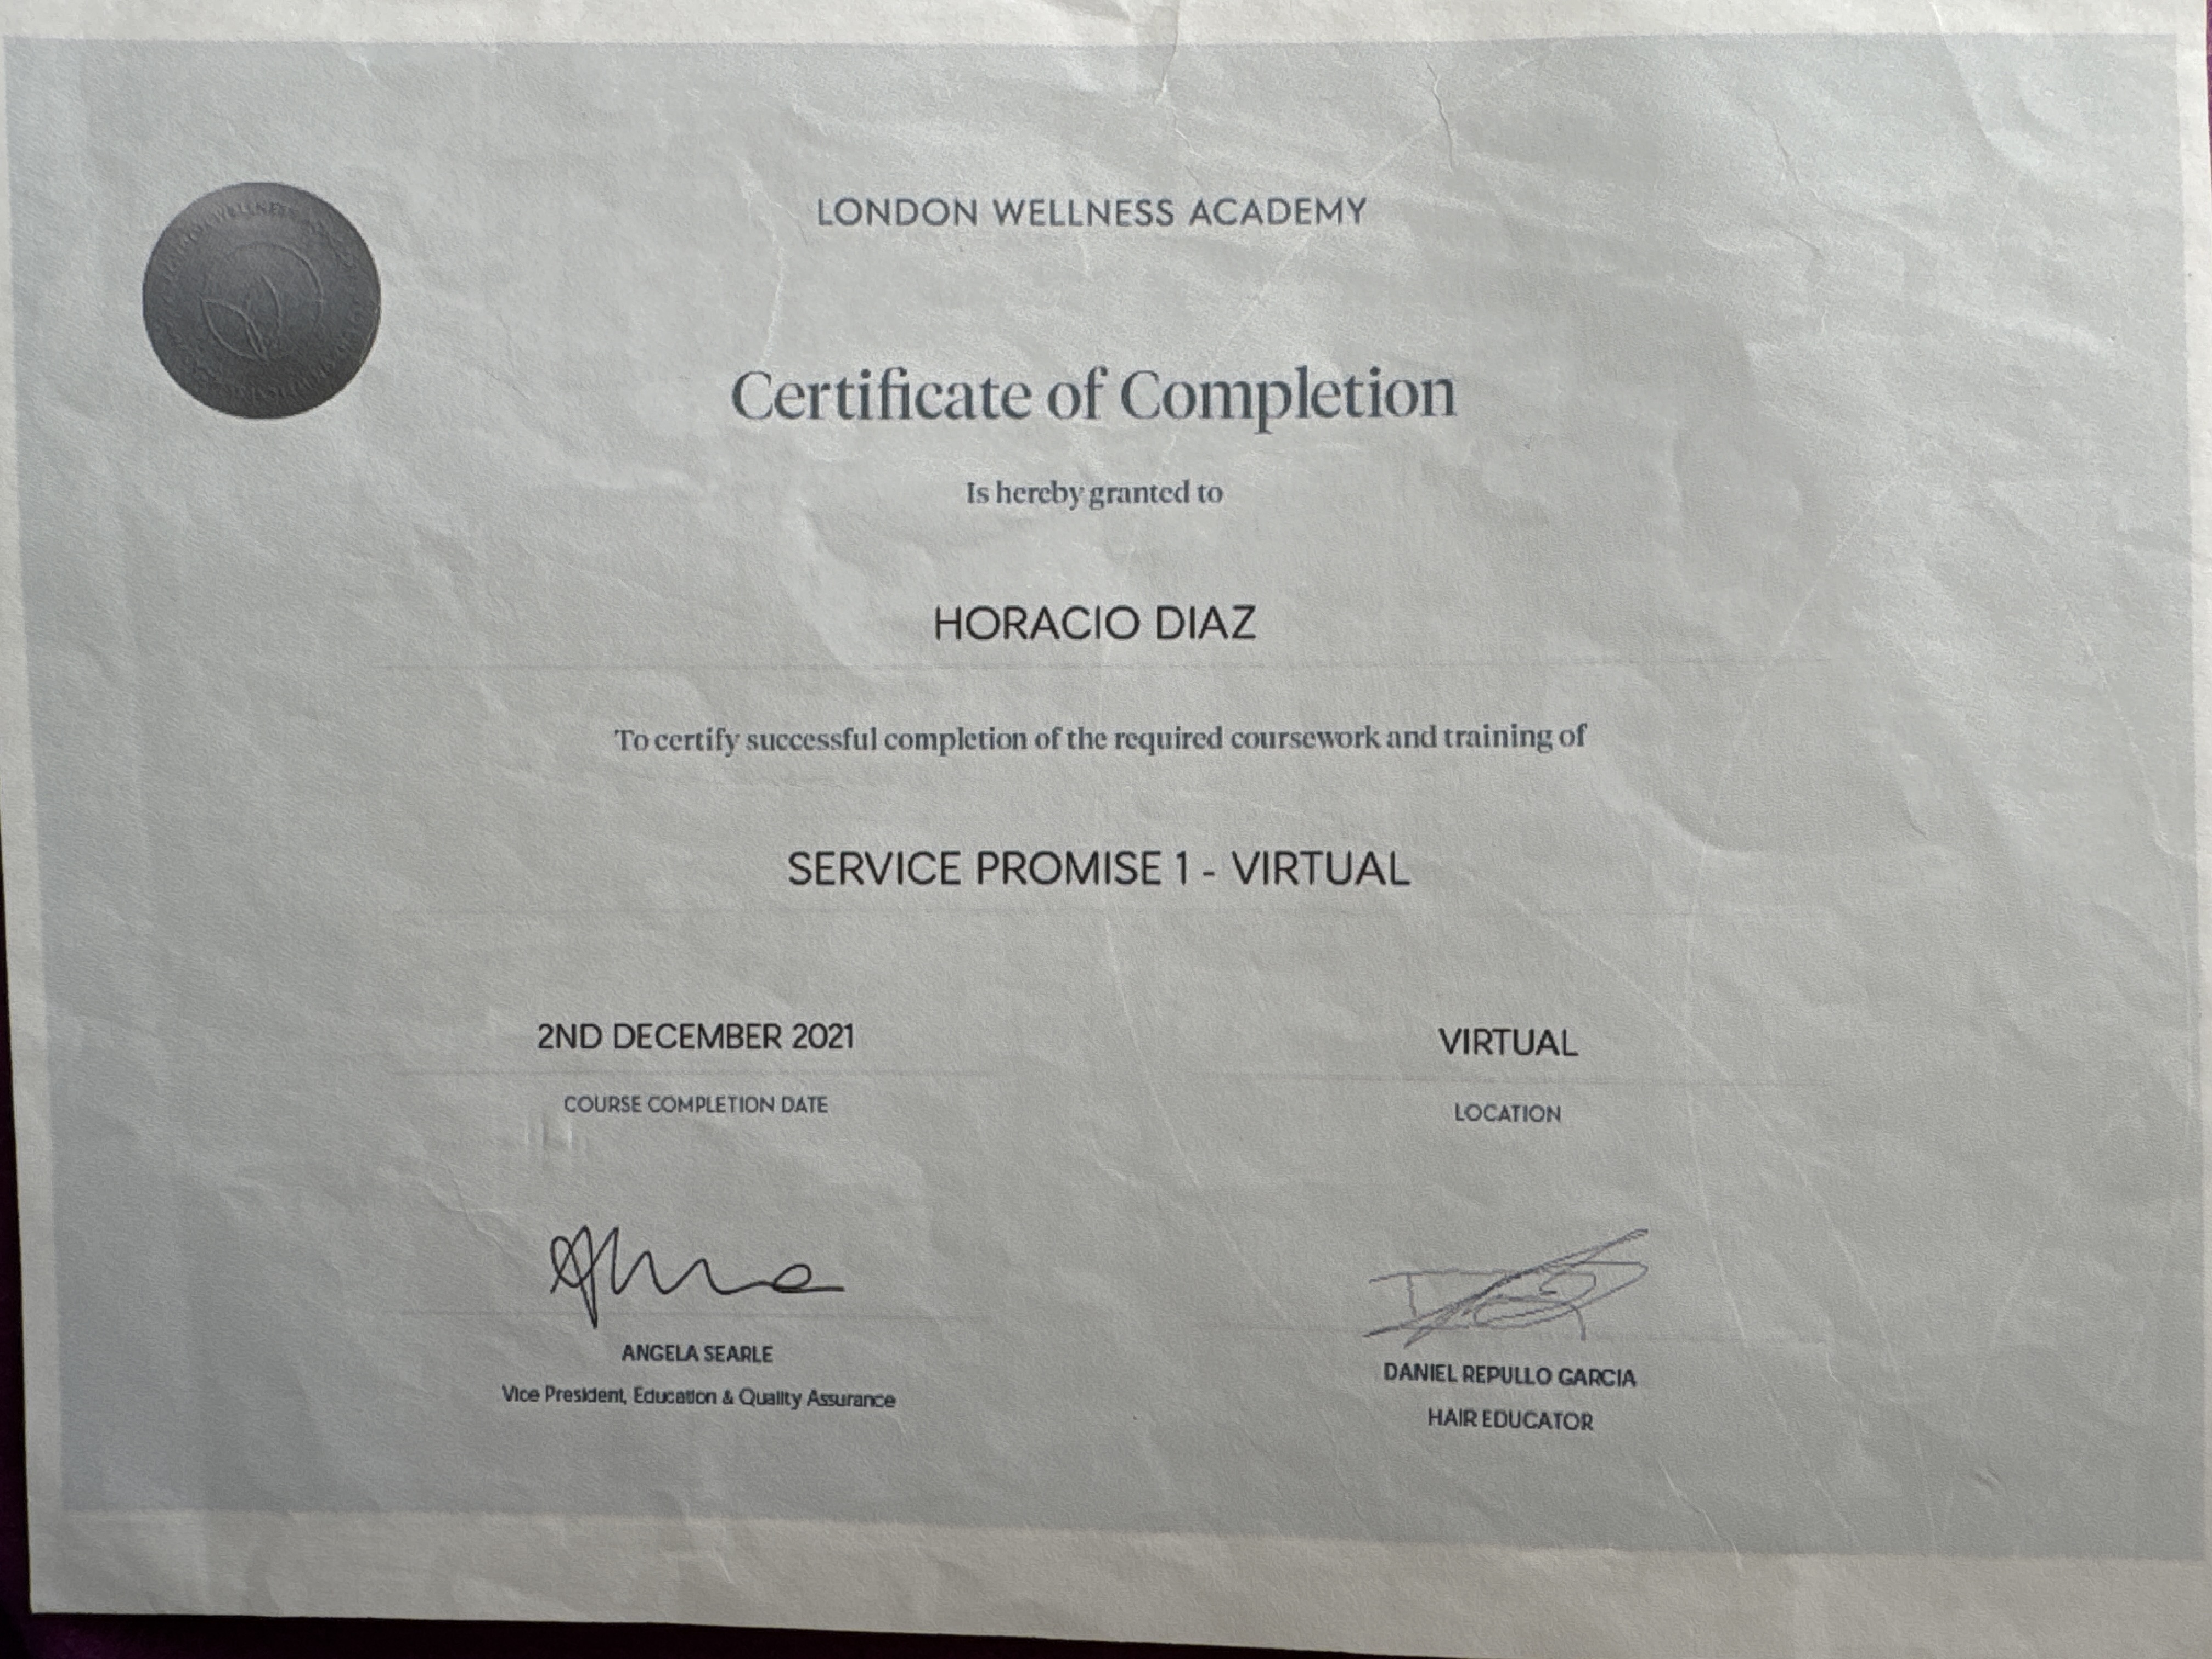 LONDON WELLNESS ACADEMY
Certificate of Completion
Is hereby granted to
HORACIO DIAZ
To certify successful completion of the required coursework and training of
SERVICE PROMISE 1 - VIRTUAL
2ND DECEMBER 2021
COURSE COMPLETION DATE
VIRTUAL
LOCATION
ANGELA SEARLE
Vice President, Education & Quality Assurance
DANIEL REPULLO GARCIA
HAIR EDUCATOR